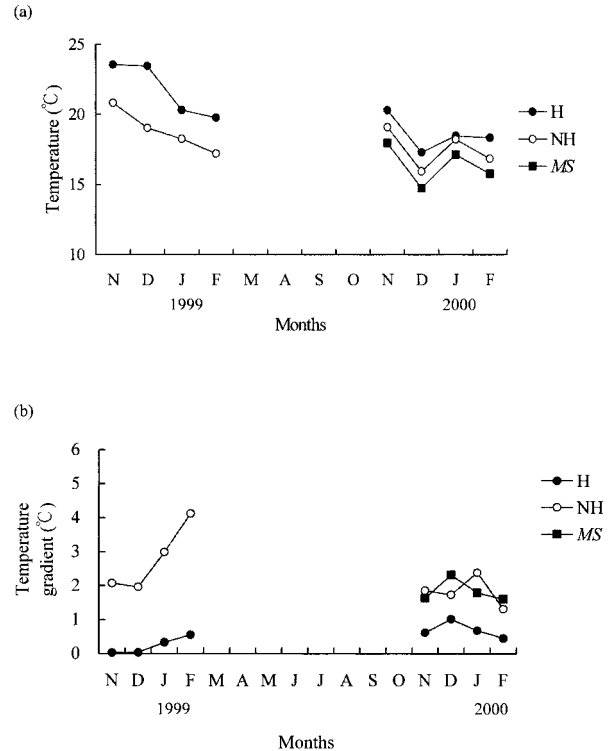 (a)
25
20
15
10
Temperature (℃)
H
NH
MS
N D J F M A S O N D J F
1999 2000
Months
(b)
6
5
4
3
2
1
0
Temperature
gradient (℃)
H
NH
MS
N D J F M A M J J A S O N D J F
1999 2000
Months